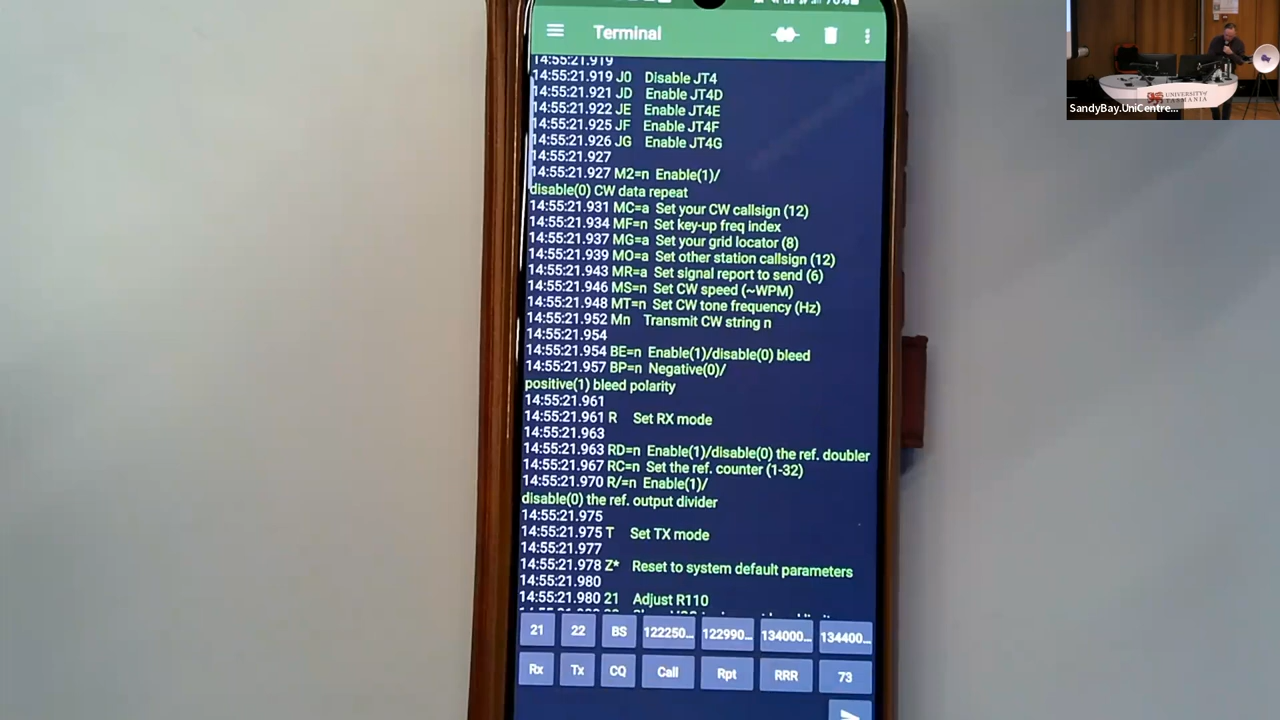 Terminal
14:55:21.919
14:55:21.919 J0 Disable JT4
14:55:21.921 JD Enable JT4D
14:55:21.922 JE Enable JT4E
14:55:21.925 JF Enable JT4F
14:55:21.926 JG Enable JT4G
14:55:21.927
14:55:21.927 M2=n Enable(1)/
disable(0) CW data repeat
14:55:21.931 MC=a Set your CW callsign (12)
14:55:21.934 MF=n Set key-up freq index
14:55:21.937 MG=a Set your grid locator (8)
14:55:21.939 MO=a Set other station callsign (12)
14:55:21.943 MR=a Set signal report to send (6)
14:55:21.946 MS=n Set CW speed (~WPM)
14:55:21.948 MT=n Set CW tone frequency (Hz)
14:55:21.952 Mn Transmit CW string n
14:55:21.954
14:55:21.954 BE=n Enable(1)/disable(0) bleed
14:55:21.957 BP=n Negative(0)/
positive(1) bleed polarity
14:55:21.961
14:55:21.961 R Set RX mode
14:55:21.963
14:55:21.963 RD=n Enable(1)/disable(0) the ref. doubler
14:55:21.967 RC=n Set the ref. counter (1-32)
14:55:21.970 R/=n Enable(1)/
disable(0) the ref. output divider
14:55:21.975
14:55:21.975 T Set TX mode
14:55:21.977
14:55:21.978 Z* Reset to system default parameters
14:55:21.980
14:55:21.980 21 Adjust R110
21 22 BS 122250... 122990... 134000... 134400...
Rx Tx CQ Call Rpt RRR 73
UNIVERSITY of
TASMANIA
SandyBay.UniCentre...